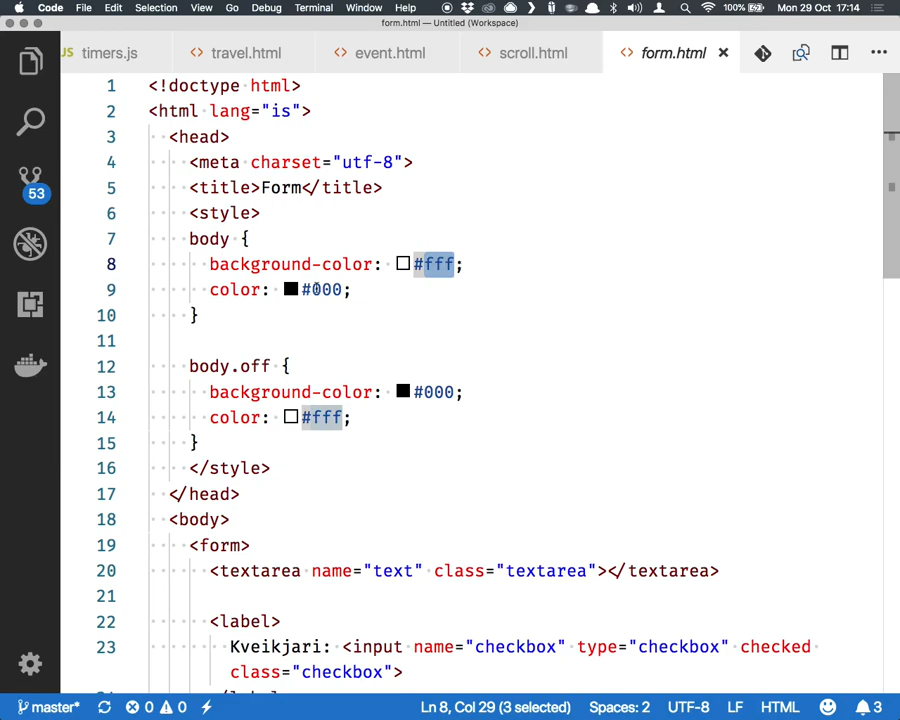 Code File Edit Selection View Go Debug Terminal Window Help 100% Mon 29 Oct 17:14
form.html — Untitled (Workspace)
JS timers.js <> travel.html <> event.html <> scroll.html <> form.html
53
1 <!doctype html>
2 <html lang="is">
3 <head>
4 <meta charset="utf-8">
5 <title>Form</title>
6 <style>
7 body {
8 background-color: #fff;
9 color: #000;
10 }
11
12 body.off {
13 background-color: #000;
14 color: #fff;
15 }
16 </style>
17 </head>
18 <body>
19 <form>
20 <textarea name="text" class="textarea"></textarea>
21
22 <label>
23 Kveikjari: <input name="checkbox" type="checkbox" checked
class="checkbox">
master* 0 0 Ln 8, Col 29 (3 selected) Spaces: 2 UTF-8 LF HTML 3